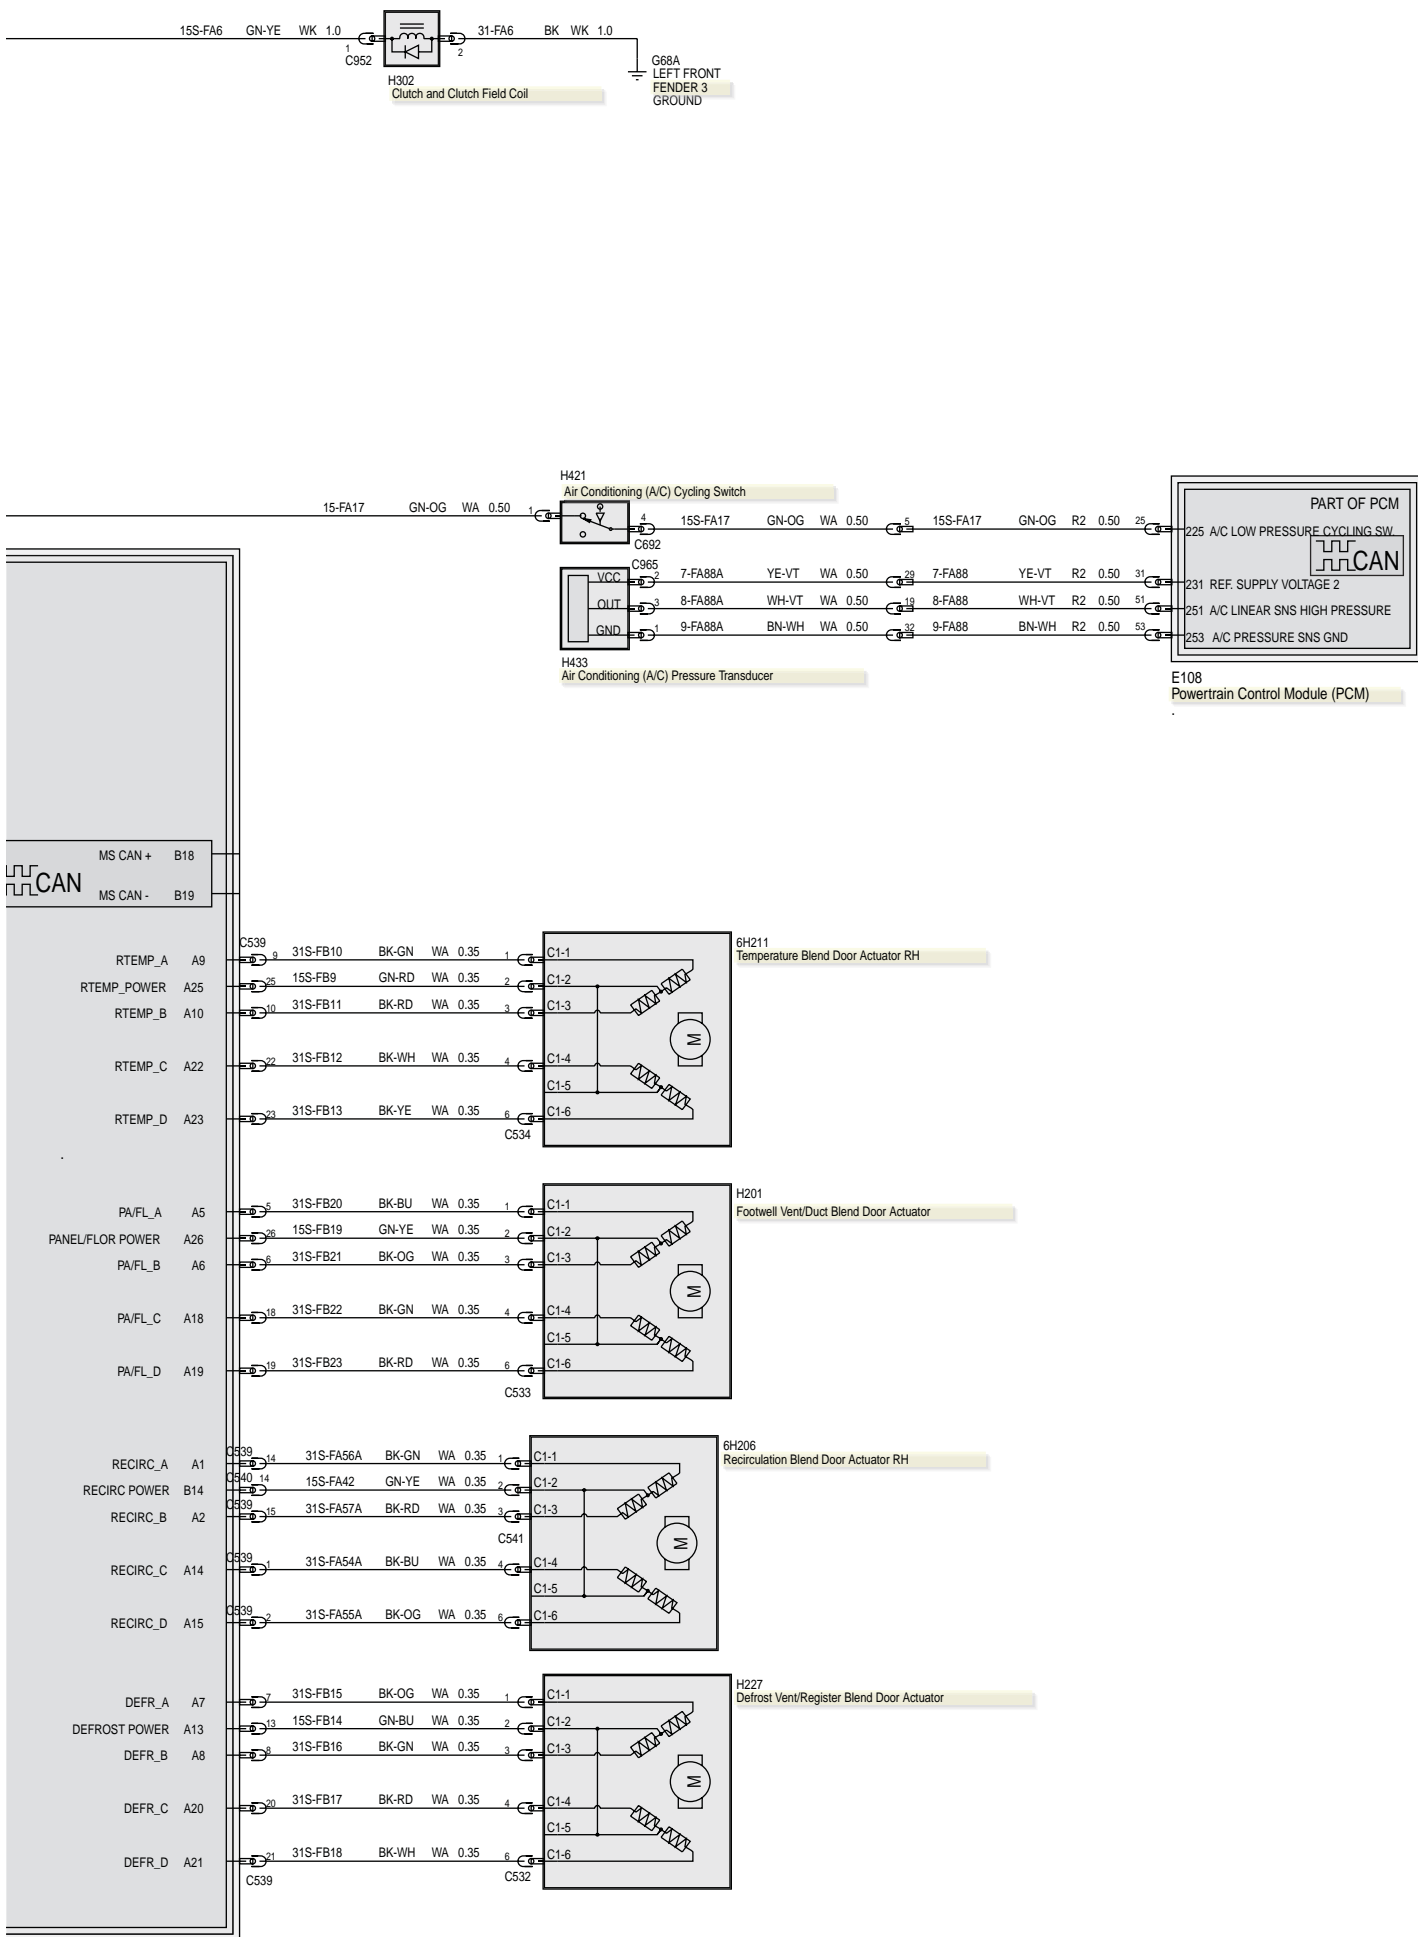 15S-FA6 GN-YE WK 1.0
1
C952
2
31-FA6 BK WK 1.0
H302
Clutch and Clutch Field Coil
G68A
LEFT FRONT
FENDER 3
GROUND
H421
Air Conditioning (A/C) Cycling Switch
15-FA17 GN-OG WA 0.50 1
4 15S-FA17 GN-OG WA 0.50 5 15S-FA17 GN-OG R2 0.50 25
C692
PART OF PCM
225 A/C LOW PRESSURE CYCLING SW.
CAN
C965
VCC 2 7-FA88A YE-VT WA 0.50 29 7-FA88 YE-VT R2 0.50 31
231 REF. SUPPLY VOLTAGE 2
OUT 3 8-FA88A WH-VT WA 0.50 19 8-FA88 WH-VT R2 0.50 51
251 A/C LINEAR SNS HIGH PRESSURE
GND 1 9-FA88A BN-WH WA 0.50 32 9-FA88 BN-WH R2 0.50 53
253 A/C PRESSURE SNS GND
H433
Air Conditioning (A/C) Pressure Transducer
E108
Powertrain Control Module (PCM)
.
MS CAN + B18
CAN
MS CAN - B19
C539
6H211
Temperature Blend Door Actuator RH
RTEMP_A A9 9 31S-FB10 BK-GN WA 0.35 1 C1-1
RTEMP_POWER A25 25 15S-FB9 GN-RD WA 0.35 2 C1-2
RTEMP_B A10 10 31S-FB11 BK-RD WA 0.35 3 C1-3
M
RTEMP_C A22 22 31S-FB12 BK-WH WA 0.35 4 C1-4
C1-5
RTEMP_D A23 23 31S-FB13 BK-YE WA 0.35 6 C1-6
C534
.
H201
Footwell Vent/Duct Blend Door Actuator
PA/FL_A A5 5 31S-FB20 BK-BU WA 0.35 1 C1-1
PANEL/FLOR POWER A26 26 15S-FB19 GN-YE WA 0.35 2 C1-2
PA/FL_B A6 6 31S-FB21 BK-OG WA 0.35 3 C1-3
M
PA/FL_C A18 18 31S-FB22 BK-GN WA 0.35 4 C1-4
C1-5
PA/FL_D A19 19 31S-FB23 BK-RD WA 0.35 6 C1-6
C533
6H206
Recirculation Blend Door Actuator RH
C539
RECIRC_A A1 14 31S-FA56A BK-GN WA 0.35 1 C1-1
C540
RECIRC POWER B14 14 15S-FA42 GN-YE WA 0.35 2 C1-2
C539
RECIRC_B A2 15 31S-FA57A BK-RD WA 0.35 3 C1-3
C541
M
C539
RECIRC_C A14 1 31S-FA54A BK-BU WA 0.35 4 C1-4
C1-5
C539
RECIRC_D A15 2 31S-FA55A BK-OG WA 0.35 6 C1-6
H227
Defrost Vent/Register Blend Door Actuator
DEFR_A A7 7 31S-FB15 BK-OG WA 0.35 1 C1-1
DEFROST POWER A13 13 15S-FB14 GN-BU WA 0.35 2 C1-2
DEFR_B A8 8 31S-FB16 BK-GN WA 0.35 3 C1-3
M
DEFR_C A20 20 31S-FB17 BK-RD WA 0.35 4 C1-4
C1-5
DEFR_D A21 21 31S-FB18 BK-WH WA 0.35 6 C1-6
C539
C532